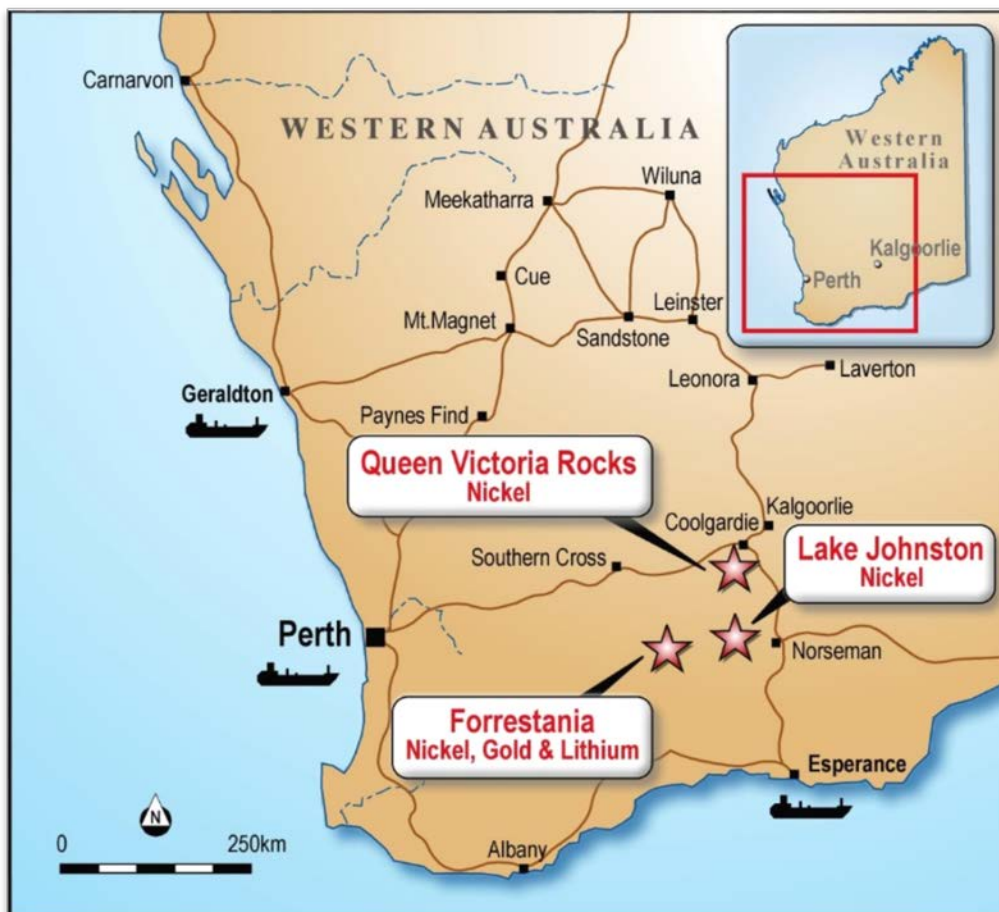 Carnarvon
WESTERN AUSTRALIA
Western
Australia
Kalgoorlie
Perth
Wiluna
Meekatharra
Cue
Leinster
Mt.Magnet
Sandstone
Laverton
Leonora
Geraldton
Paynes Find
Queen Victoria Rocks
Nickel
Kalgoorlie
Coolgardie
Lake Johnston
Nickel
Southern Cross
Perth
Norseman
Forrestania
Nickel, Gold & Lithium
Esperance
N
0 250km
Albany